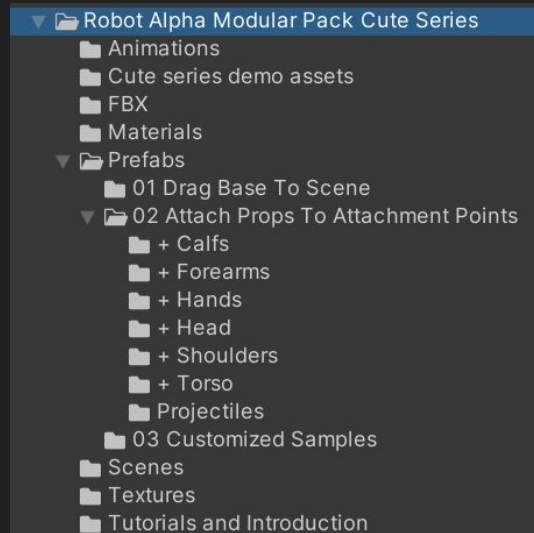 Robot Alpha Modular Pack Cute Series
Animations
Cute series demo assets
FBX
Materials
Prefabs
01 Drag Base To Scene
02 Attach Props To Attachment Points
+ Calfs
+ Forearms
+ Hands
+ Head
+ Shoulders
+ Torso
Projectiles
03 Customized Samples
Scenes
Textures
Tutorials and Introduction